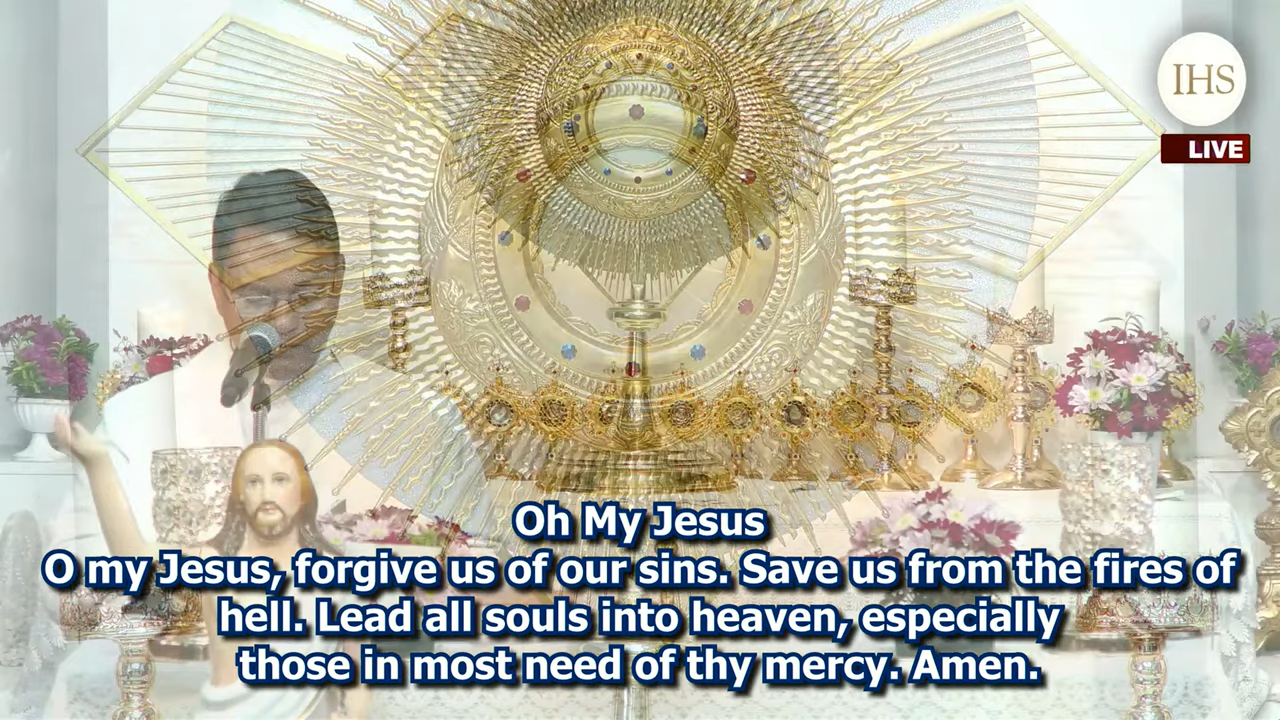 IHS
LIVE
Oh My Jesus
O my Jesus, forgive us of our sins. Save us from the fires of
hell. Lead all souls into heaven, especially
those in most need of thy mercy. Amen.